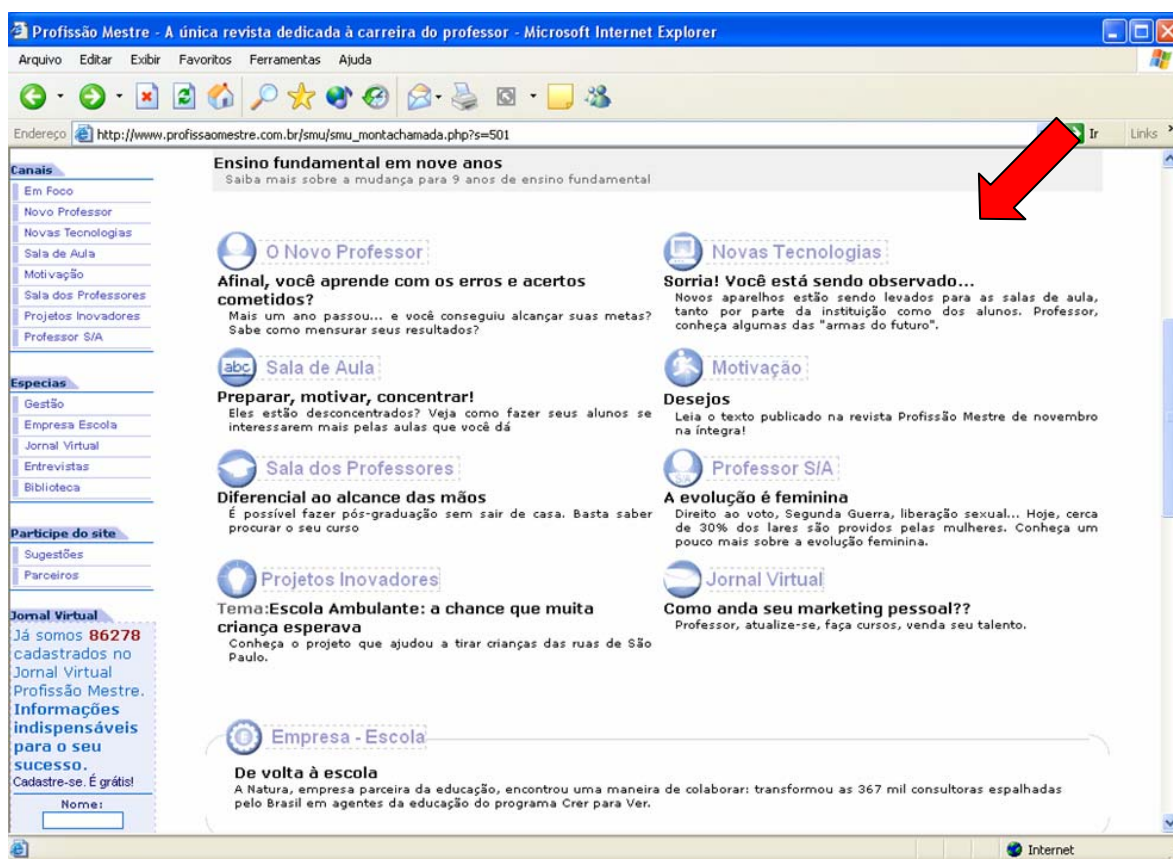 Profissão Mestre - A única revista dedicada à carreira do professor - Microsoft Internet Explorer
Arquivo Editar Exibir Favoritos Ferramentas Ajuda
Endereço http://www.profissaomestre.com.br/smu/smu_montachamada.php?s=501 Ir Links
Canais
Em Foco
Novo Professor
Novas Tecnologias
Sala de Aula
Motivação
Sala dos Professores
Projetos Inovadores
Professor S/A
Especias
Gestão
Empresa Escola
Jornal Virtual
Entrevistas
Biblioteca
Participe do site
Sugestões
Parceiros
Jornal Virtual
Já somos 86278
cadastrados no
Jornal Virtual
Profissão Mestre.
Informações
indispensáveis
para o seu
sucesso.
Cadastre-se. É grátis!
Nome:
Ensino fundamental em nove anos
Saiba mais sobre a mudança para 9 anos de ensino fundamental
O Novo Professor
Afinal, você aprende com os erros e acertos
cometidos?
Mais um ano passou... e você conseguiu alcançar suas metas?
Sabe como mensurar seus resultados?
Novas Tecnologias
Sorria! Você está sendo observado...
Novos aparelhos estão sendo levados para as salas de aula,
tanto por parte da instituição como dos alunos. Professor,
conheça algumas das "armas do futuro".
abc Sala de Aula
Preparar, motivar, concentrar!
Eles estão desconcentrados? Veja como fazer seus alunos se
interessarem mais pelas aulas que você dá
Motivação
Desejos
Leia o texto publicado na revista Profissão Mestre de novembro
na íntegra!
Sala dos Professores
Diferencial ao alcance das mãos
É possível fazer pós-graduação sem sair de casa. Basta saber
procurar o seu curso
S/A Professor S/A
A evolução é feminina
Direito ao voto, Segunda Guerra, liberação sexual... Hoje, cerca
de 30% dos lares são providos pelas mulheres. Conheça um
pouco mais sobre a evolução feminina.
Projetos Inovadores
Tema:Escola Ambulante: a chance que muita
criança esperava
Conheça o projeto que ajudou a tirar crianças das ruas de São
Paulo.
Jornal Virtual
Como anda seu marketing pessoal??
Professor, atualize-se, faça cursos, venda seu talento.
Empresa - Escola
De volta à escola
A Natura, empresa parceira da educação, encontrou uma maneira de colaborar: transformou as 367 mil consultoras espalhadas
pelo Brasil em agentes da educação do programa Crer para Ver.
Internet